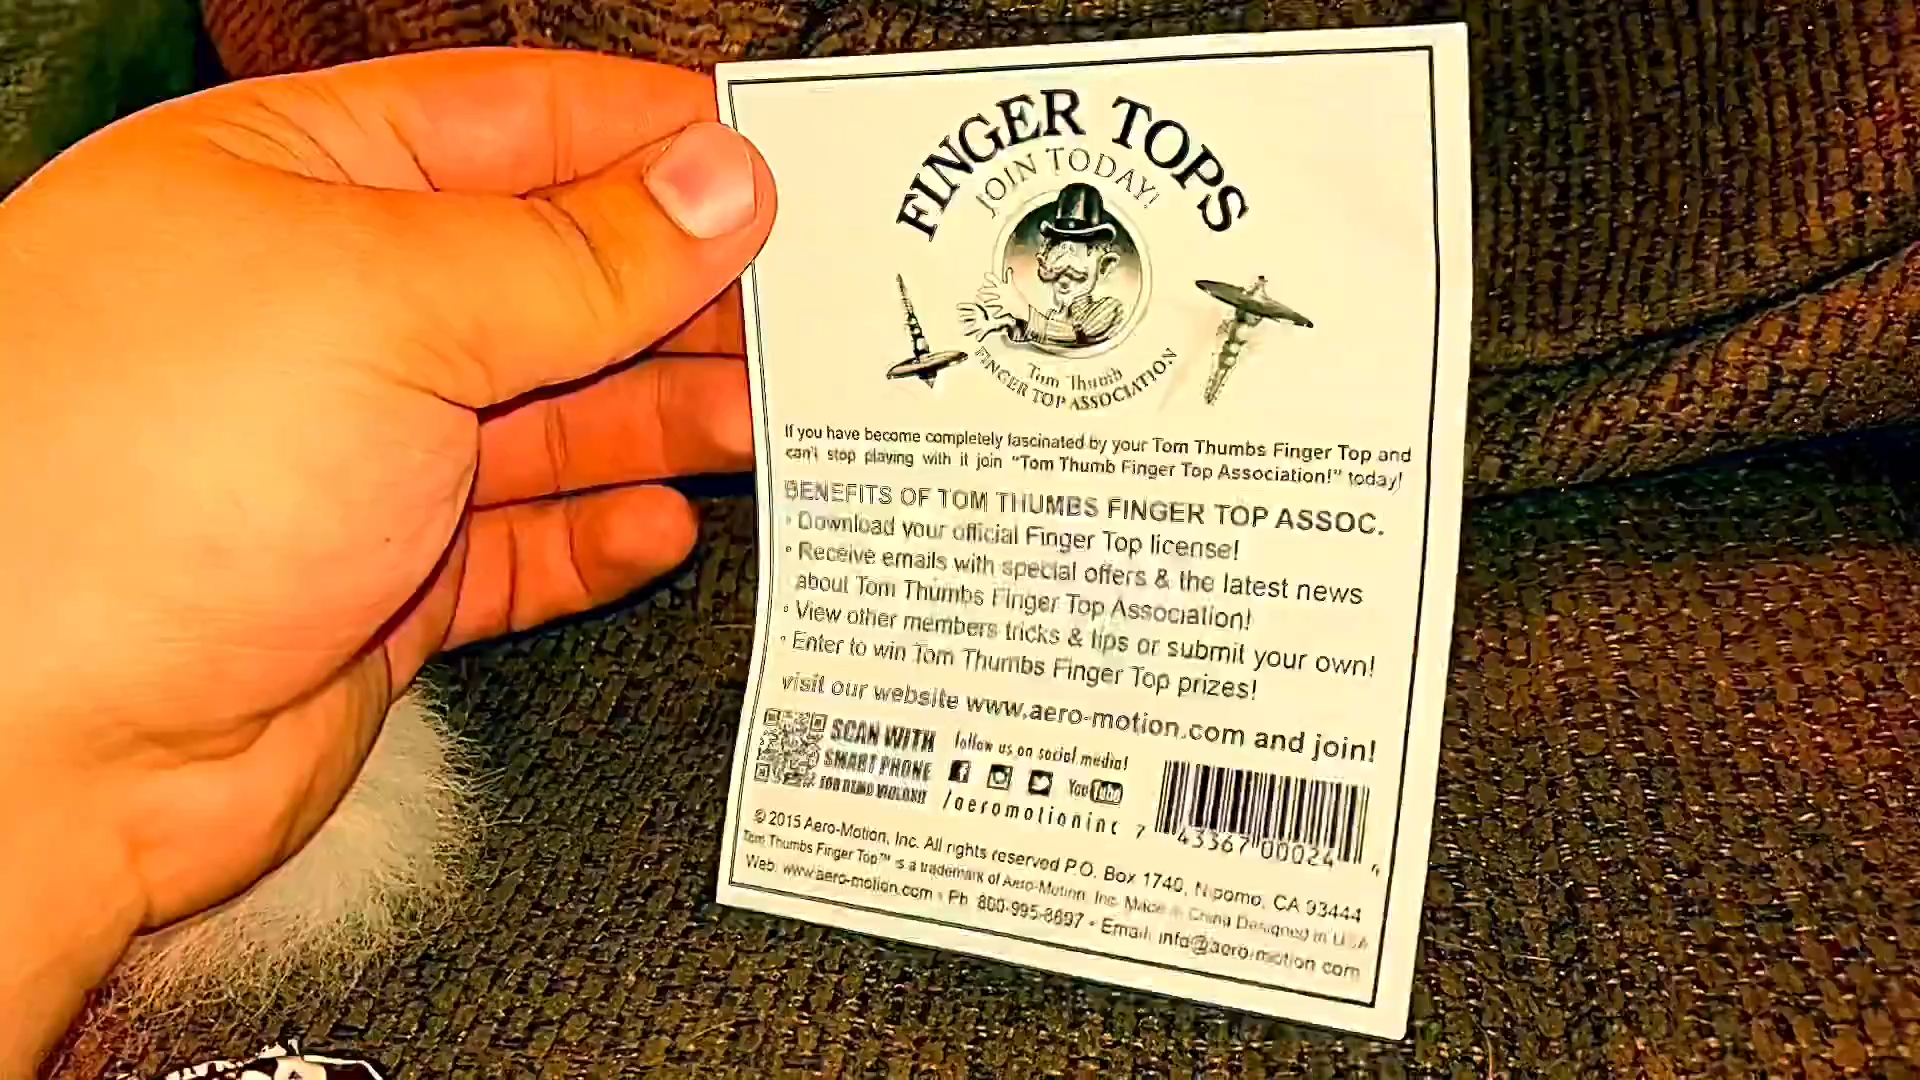 FINGER TOPS
JOIN TODAY!
Tom Thumb
FINGER TOP ASSOCIATION
If you have become completely fascinated by your Tom Thumbs Finger Top and
can't stop playing with it join "Tom Thumb Finger Top Association!" today!
BENEFITS OF TOM THUMBS FINGER TOP ASSOC.
• Download your official Finger Top license!
• Receive emails with special offers & the latest news
about Tom Thumbs Finger Top Association!
• View other members tricks & tips or submit your own!
• Enter to win Tom Thumbs Finger Top prizes!
visit our website www.aero-motion.com and join!
SCAN WITH
SMART PHONE
FOR DEMO VIDEOS!
follow us on social media!
You Tube
/aeromotioninc
7 43367 00024
© 2015 Aero-Motion, Inc. All rights reserved P.O. Box 1740, Nipomo, CA 93444
Tom Thumbs Finger Top™ is a trademark of Aero-Motion, Inc. Made in China Designed in USA
Web: www.aero-motion.com • Ph: 800-995-8697 • Email: info@aero-motion.com